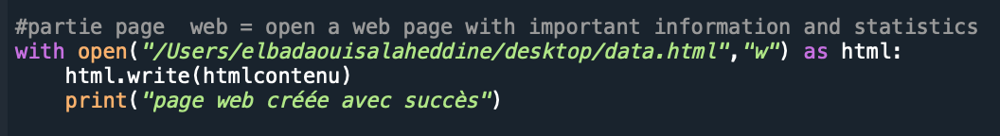 #partie page  web = open a web page with important information and statistics
with open("/Users/elbadaouisalaheddine/desktop/data.html","w") as html:
    html.write(htmlcontenu)
    print("page web créée avec succès")